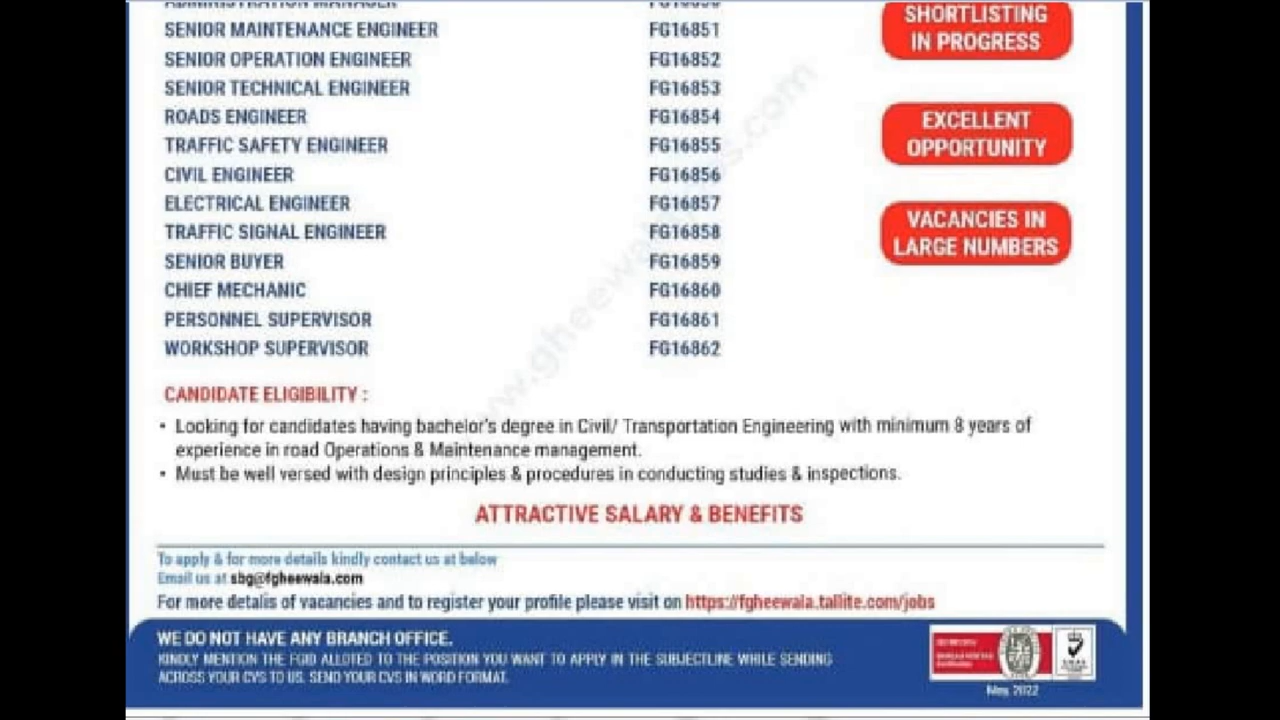 ADMINISTRATION MANAGER FG16850
SENIOR MAINTENANCE ENGINEER FG16851
SENIOR OPERATION ENGINEER FG16852
SENIOR TECHNICAL ENGINEER FG16853
ROADS ENGINEER FG16854
TRAFFIC SAFETY ENGINEER FG16855
CIVIL ENGINEER FG16856
ELECTRICAL ENGINEER FG16857
TRAFFIC SIGNAL ENGINEER FG16858
SENIOR BUYER FG16859
CHIEF MECHANIC FG16860
PERSONNEL SUPERVISOR FG16861
WORKSHOP SUPERVISOR FG16862
SHORTLISTING
IN PROGRESS
EXCELLENT
OPPORTUNITY
VACANCIES IN
LARGE NUMBERS
CANDIDATE ELIGIBILITY :
• Looking for candidates having bachelor's degree in Civil/ Transportation Engineering with minimum 8 years of
experience in road Operations & Maintenance management.
• Must be well versed with design principles & procedures in conducting studies & inspections.
ATTRACTIVE SALARY & BENEFITS
To apply & for more details kindly contact us at below
Email us at sbg@fgheewala.com
For more detalis of vacancies and to register your profile please visit on https://fgheewala.tallite.com/jobs
WE DO NOT HAVE ANY BRANCH OFFICE.
KINDLY MENTION THE FGID ALLOTED TO THE POSITION YOU WANT TO APPLY IN THE SUBJECTLINE WHILE SENDING
ACROSS YOUR CVS TO US. SEND YOUR CVS IN WORD FORMAT.
May, 2022